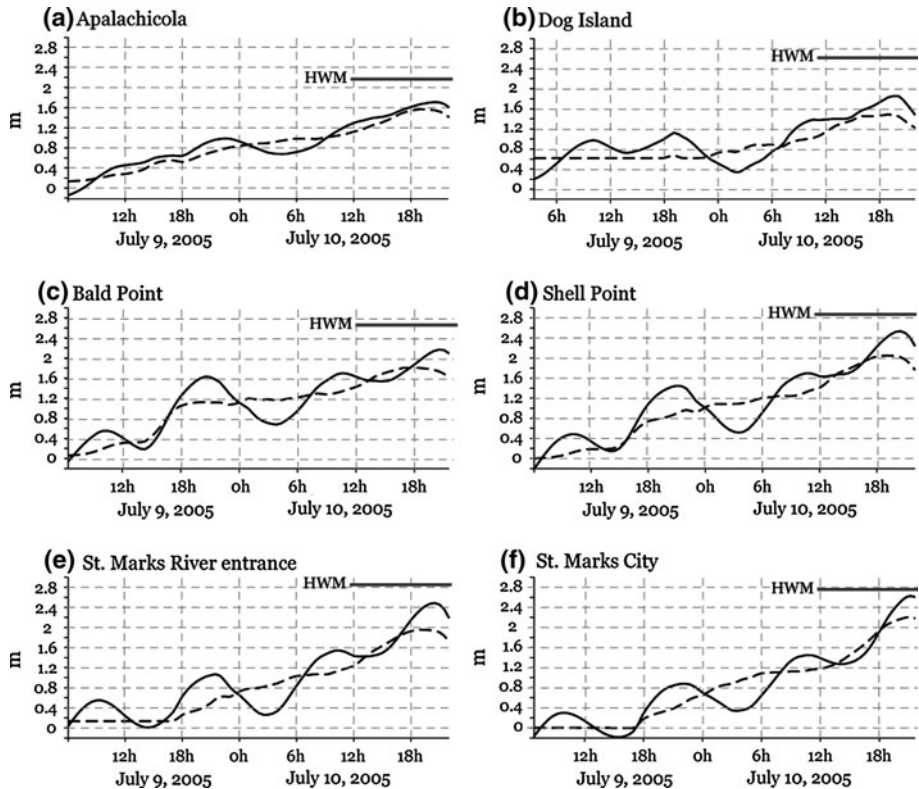 (a) Apalachicola
2.8
2.4
2
1.6
1.2
0.8
0.4
0
m
HWM
12h 18h 0h 6h 12h 18h
July 9, 2005 July 10, 2005
(b) Dog Island
2.8
2.4
2
1.6
1.2
0.8
0.4
0
m
HWM
6h 12h 18h 0h 6h 12h 18h
July 9, 2005 July 10, 2005
(c) Bald Point
2.8
2.4
2
1.6
1.2
0.8
0.4
0
m
HWM
12h 18h 0h 6h 12h 18h
July 9, 2005 July 10, 2005
(d) Shell Point
2.8
2.4
2
1.6
1.2
0.8
0.4
0
m
HWM
12h 18h 0h 6h 12h 18h
July 9, 2005 July 10, 2005
(e) St. Marks River entrance
2.8
2.4
2
1.6
1.2
0.8
0.4
0
m
HWM
12h 18h 0h 6h 12h 18h
July 9, 2005 July 10, 2005
(f) St. Marks City
2.8
2.4
2
1.6
1.2
0.8
0.4
0
m
HWM
12h 18h 0h 6h 12h 18h
July 9, 2005 July 10, 2005